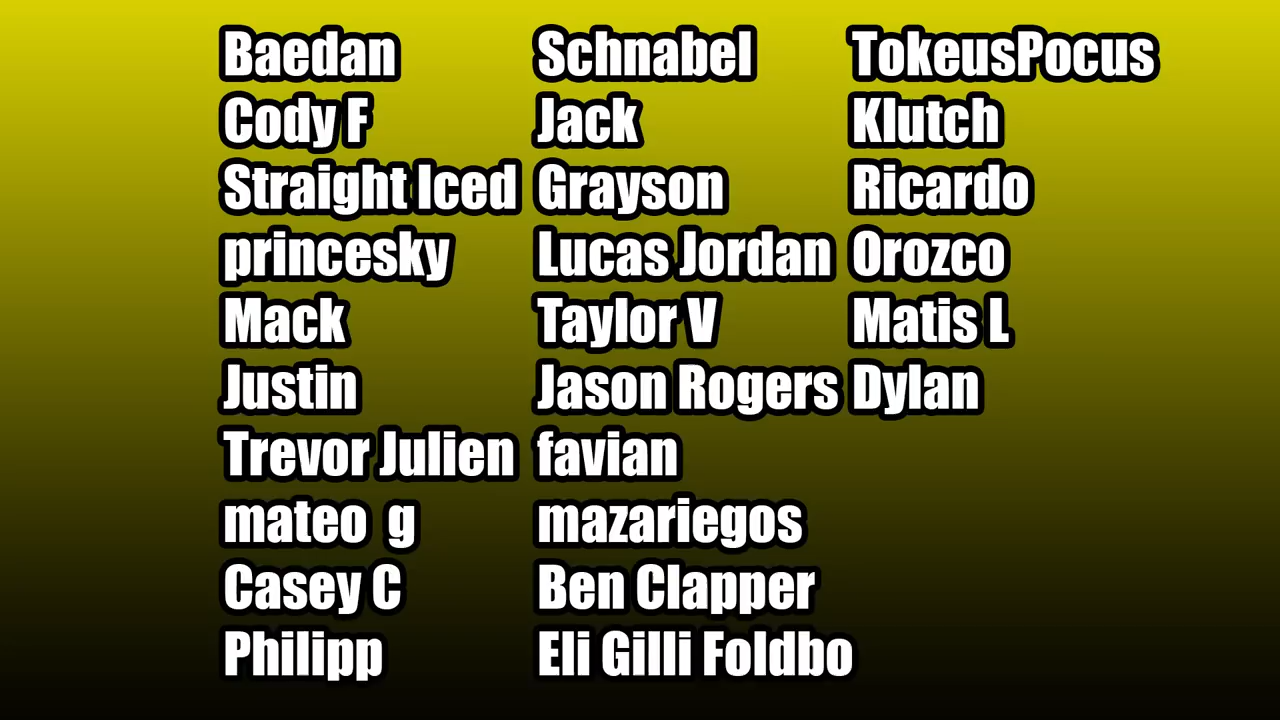 Baedan
Cody F
Straight Iced
princesky
Mack
Justin
Trevor Julien
mateo  g
Casey C
Philipp
Schnabel
Jack
Grayson
Lucas Jordan
Taylor V
Jason Rogers
favian
mazariegos
Ben Clapper
Eli Gilli Foldbo
TokeusPocus
Klutch
Ricardo
Orozco
Matis L
Dylan